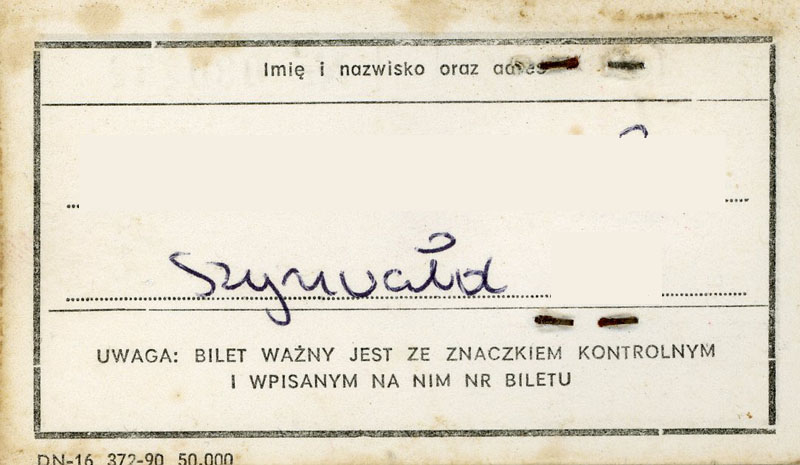 Imię i nazwisko oraz adres
Szynwałd
UWAGA: BILET WAŻNY JEST ZE ZNACZKIEM KONTROLNYM
I WPISANYM NA NIM NR BILETU
DN-16 372-90 50.000